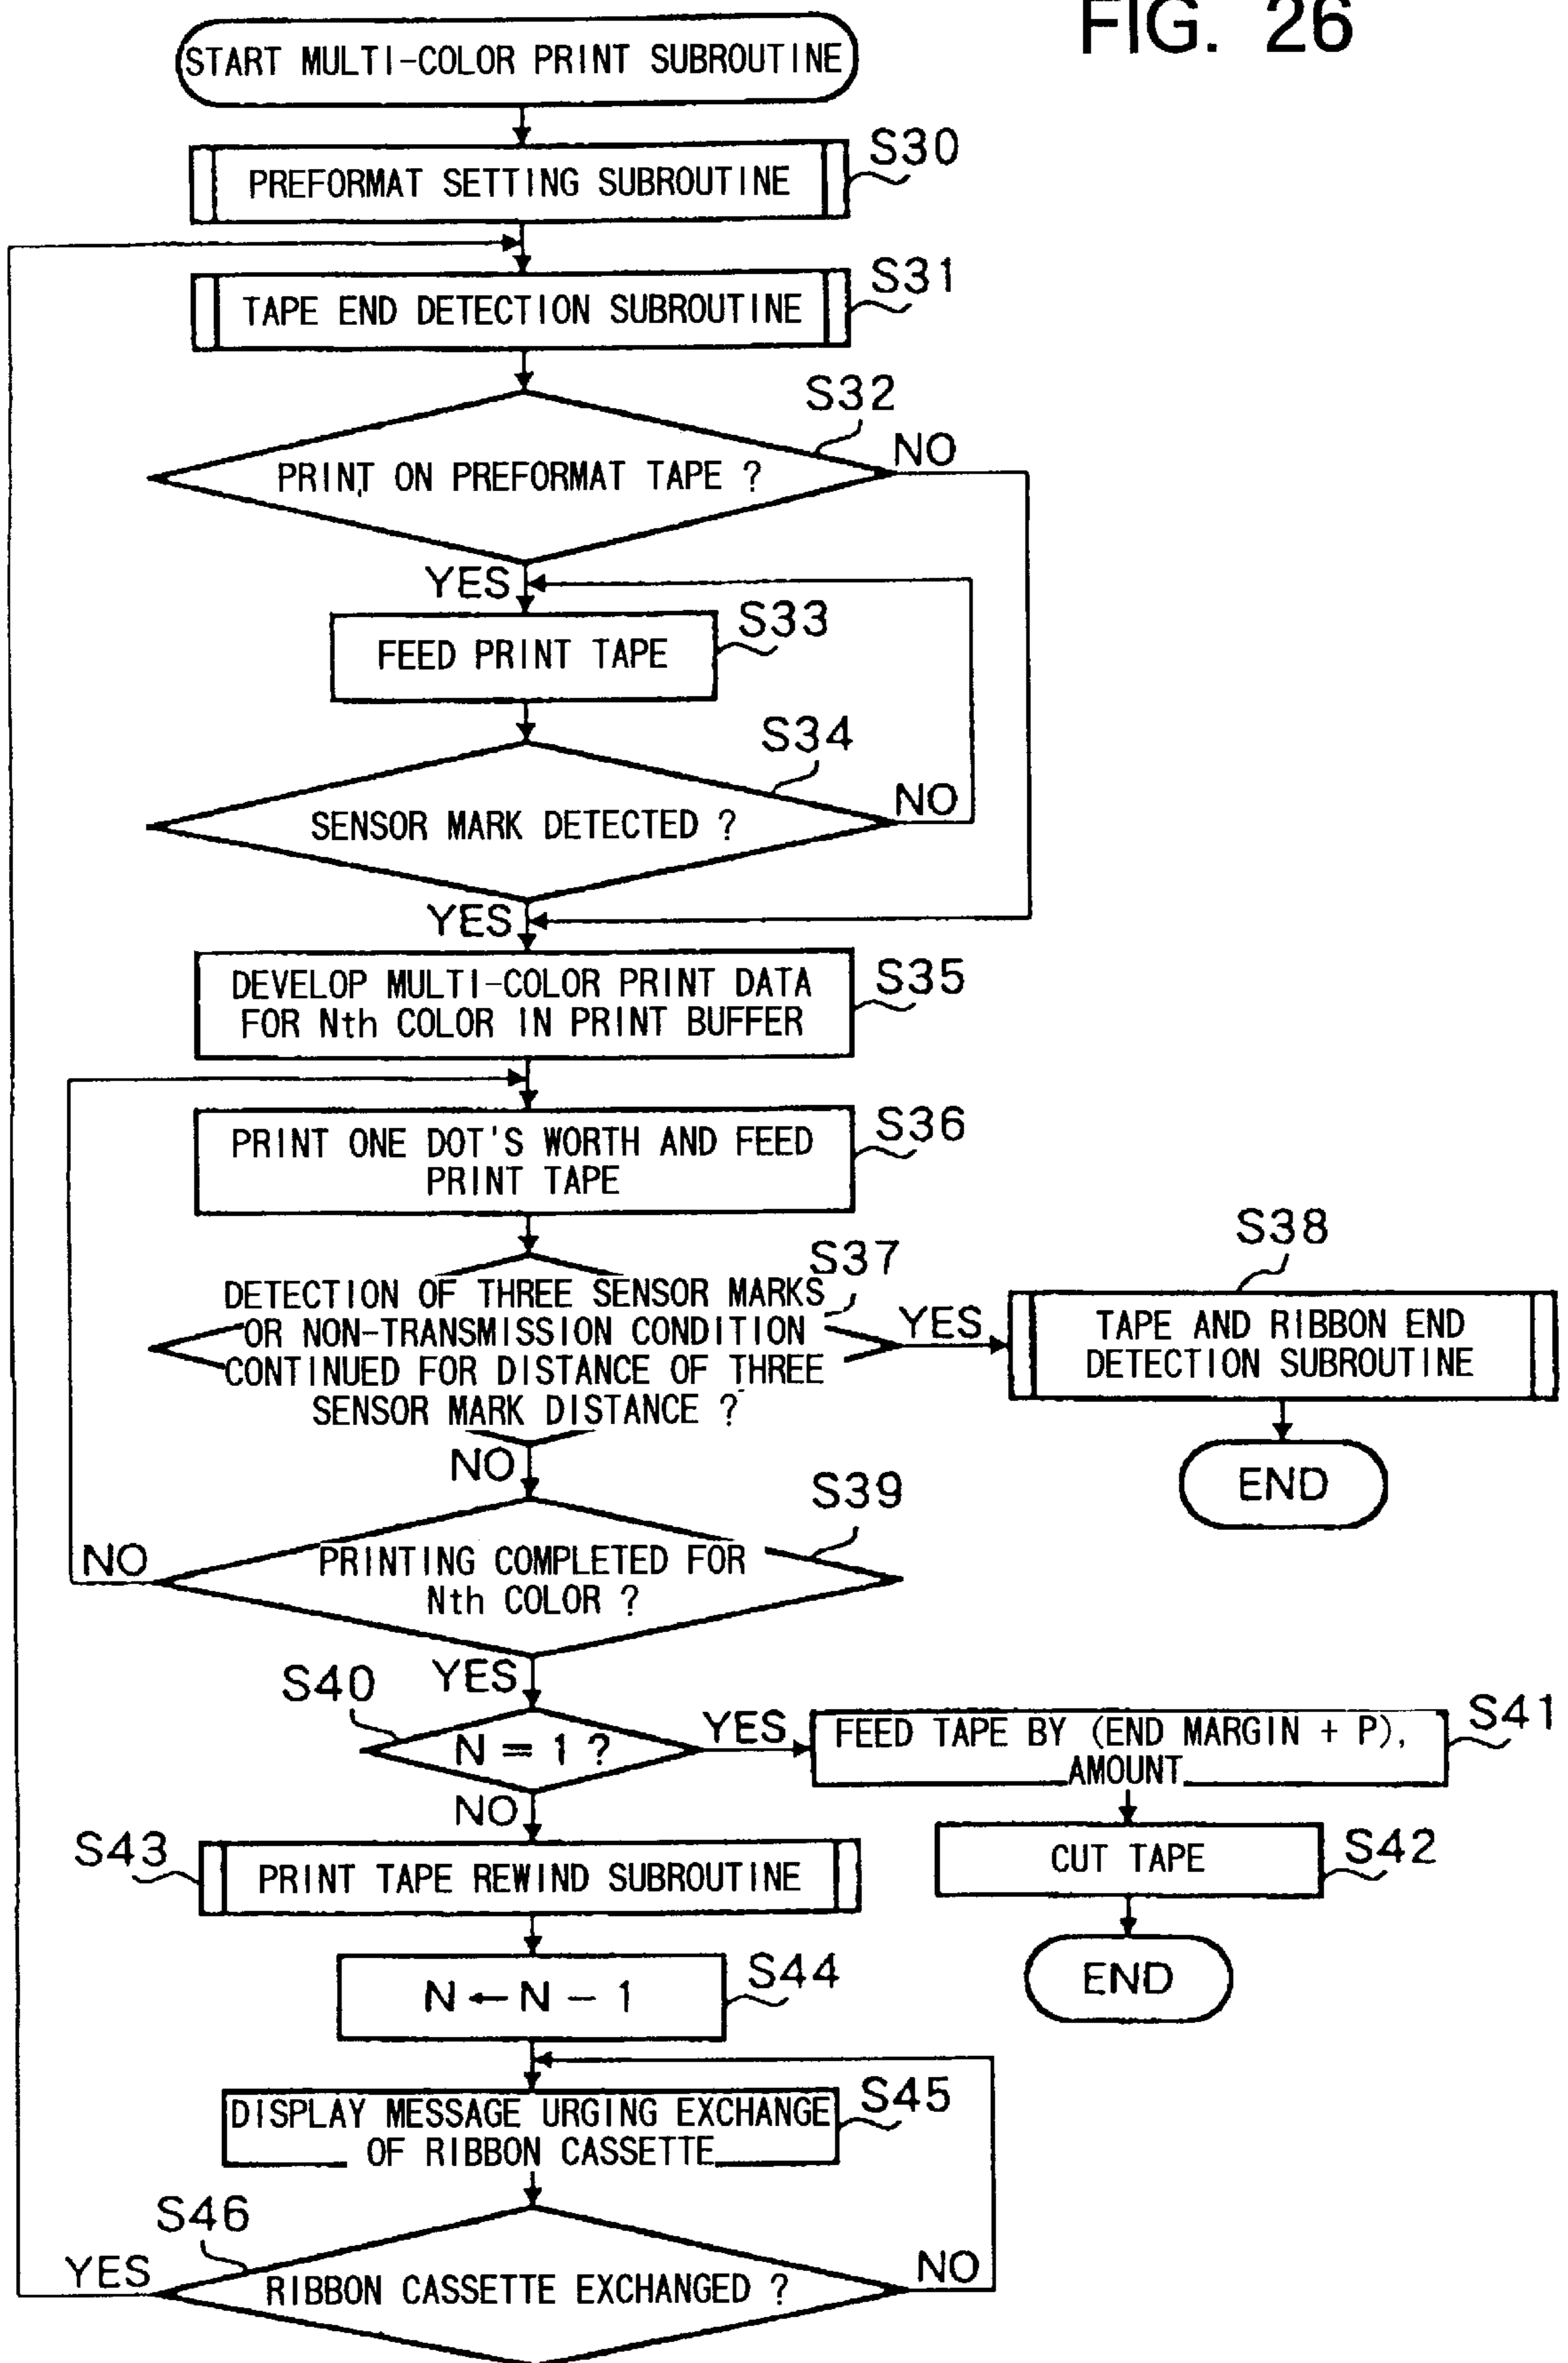 FIG. 26
START MULTI-COLOR PRINT SUBROUTINE
S30
PREFORMAT SETTING SUBROUTINE
S31
TAPE END DETECTION SUBROUTINE
S32
PRINT ON PREFORMAT TAPE ?
NO
YES
S33
FEED PRINT TAPE
S34
SENSOR MARK DETECTED ?
NO
YES
S35
DEVELOP MULTI-COLOR PRINT DATA
FOR Nth COLOR IN PRINT BUFFER
S36
PRINT ONE DOT'S WORTH AND FEED
PRINT TAPE
S37
DETECTION OF THREE SENSOR MARKS
OR NON-TRANSMISSION CONDITION
CONTINUED FOR DISTANCE OF THREE
SENSOR MARK DISTANCE ?
YES
S38
TAPE AND RIBBON END
DETECTION SUBROUTINE
END
NO
S39
PRINTING COMPLETED FOR
Nth COLOR ?
NO
YES
S40
N = 1 ?
YES
S41
FEED TAPE BY (END MARGIN + P),
AMOUNT
S42
CUT TAPE
END
NO
S43
PRINT TAPE REWIND SUBROUTINE
S44
N ← N - 1
S45
DISPLAY MESSAGE URGING EXCHANGE
OF RIBBON CASSETTE
S46
RIBBON CASSETTE EXCHANGED ?
YES
NO